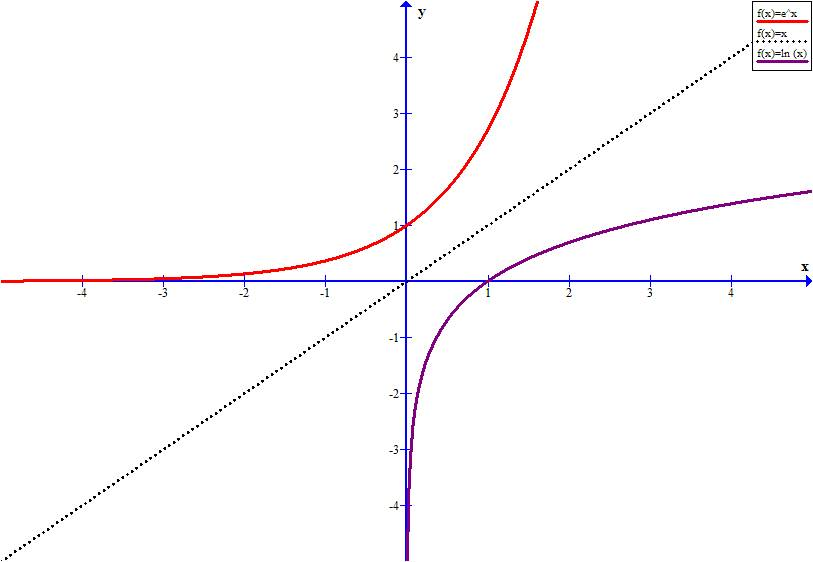 y
f(x)=e^x
f(x)=x
f(x)=ln (x)
4
3
2
1
x
-4 -3 -2 -1 1 2 3 4
-1
-2
-3
-4